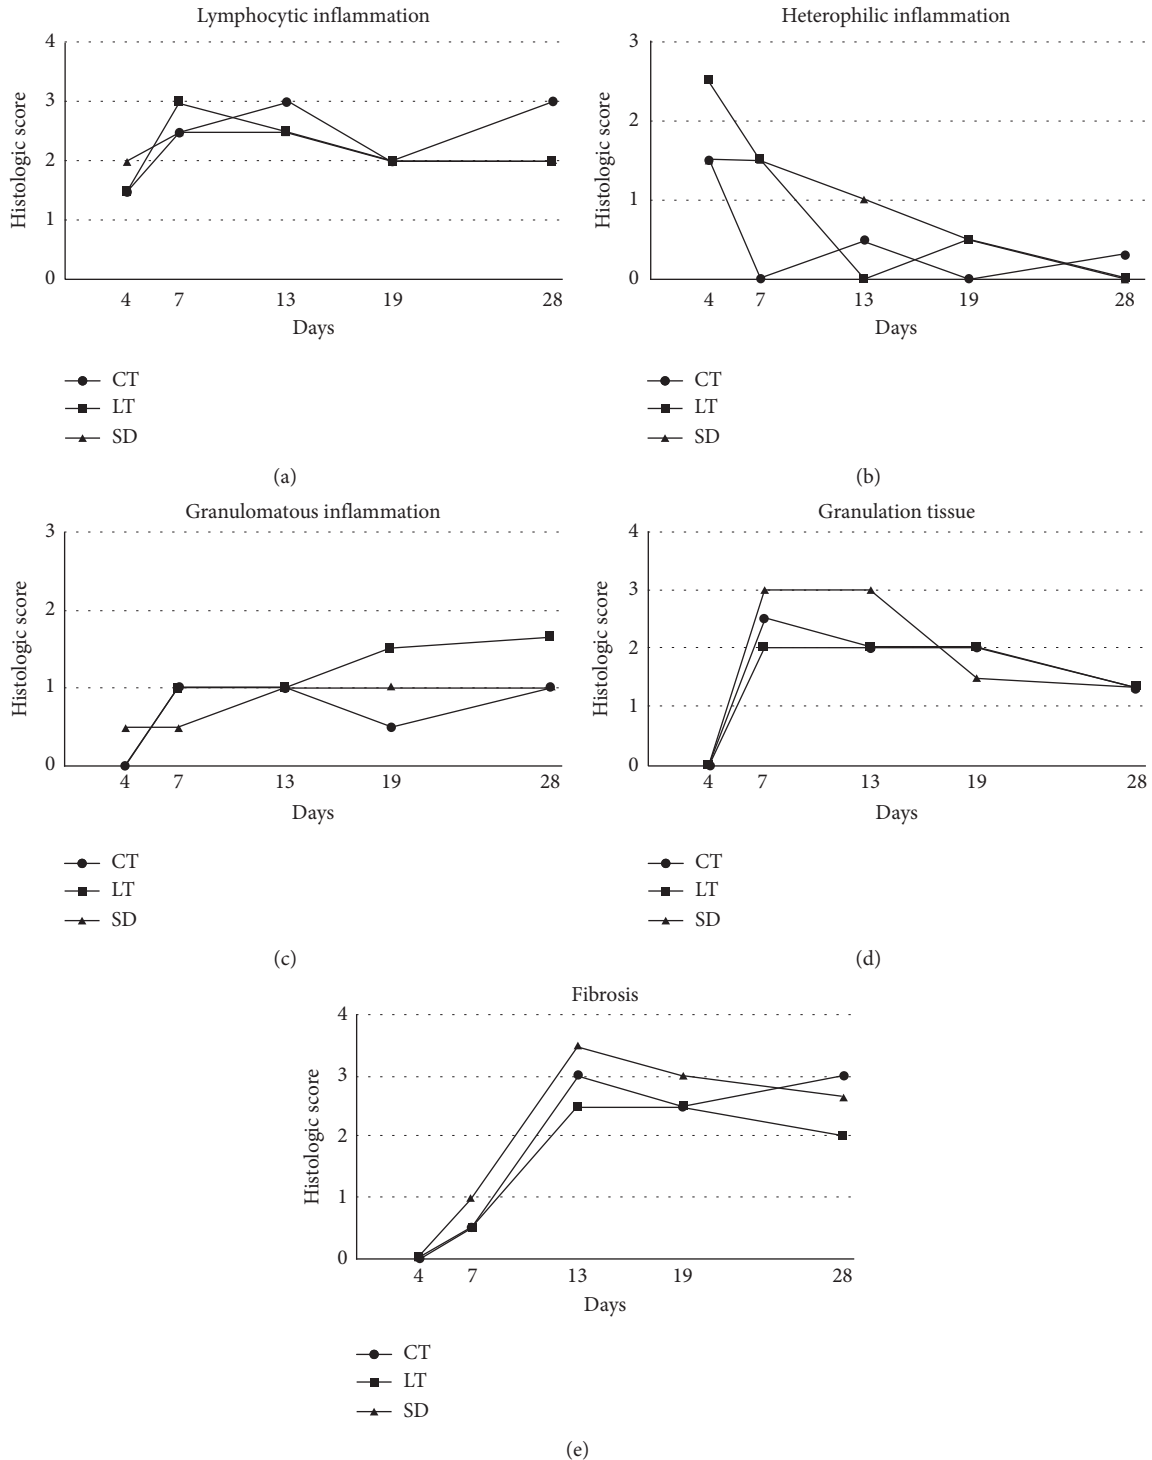 Lymphocytic inflammation
4
3
2
1
0
Histologic score
4 7 13 19 28
Days
CT
LT
SD
(a)
Heterophilic inflammation
3
2
1
0
Histologic score
4 7 13 19 28
Days
CT
LT
SD
(b)
Granulomatous inflammation
3
2
1
0
Histologic score
4 7 13 19 28
Days
CT
LT
SD
(c)
Granulation tissue
4
3
2
1
0
Histologic score
4 7 13 19 28
Days
CT
LT
SD
(d)
Fibrosis
4
3
2
1
0
Histologic score
4 7 13 19 28
Days
CT
LT
SD
(e)